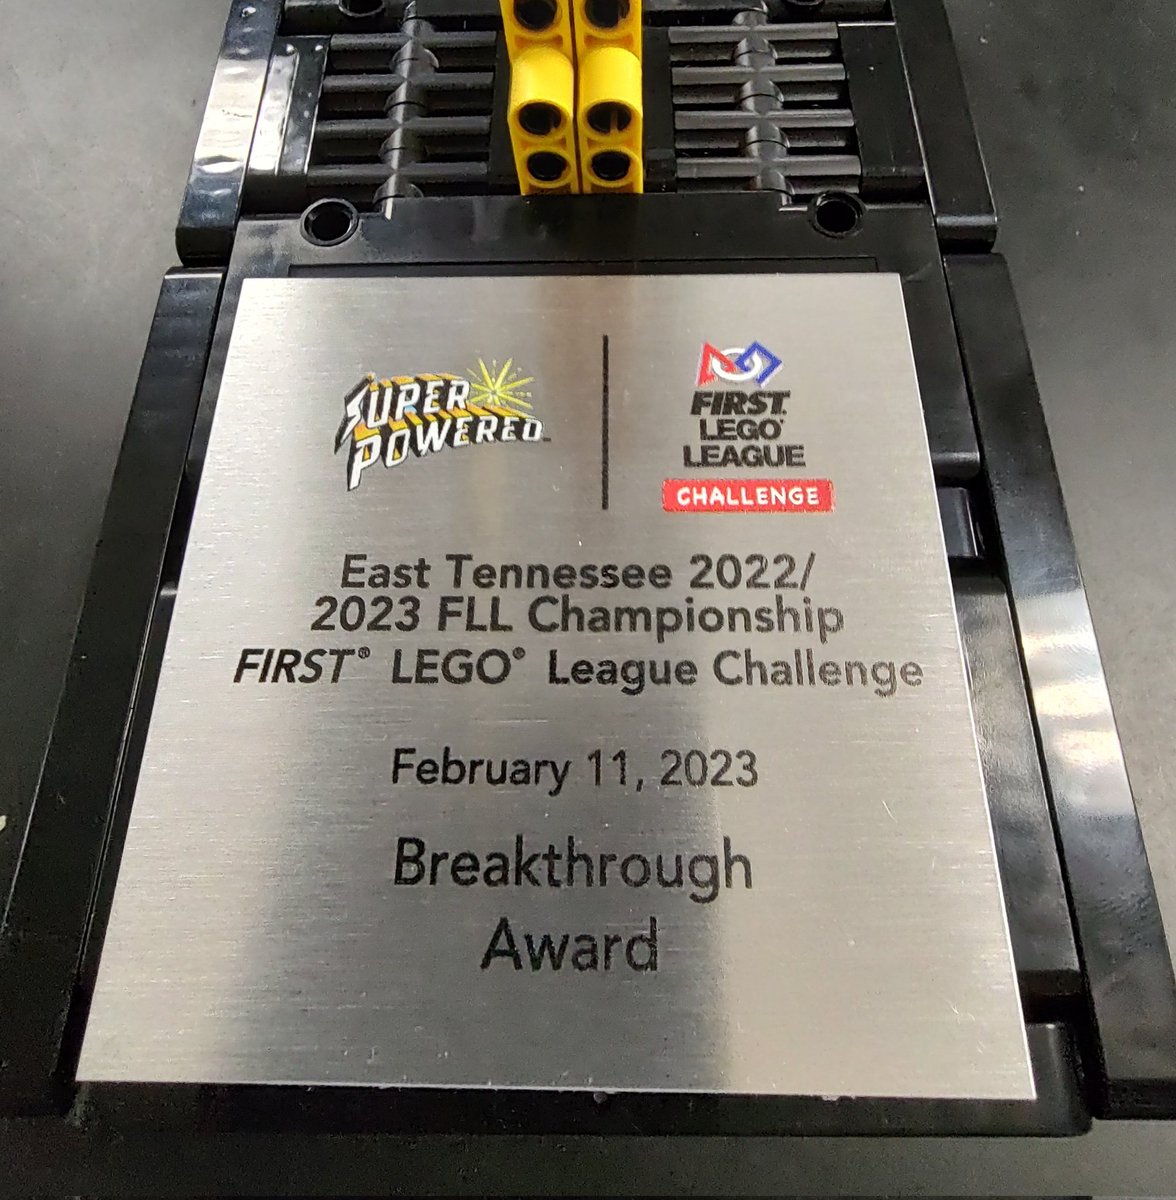 SUPER
POWERED™
FIRST®
LEGO®
LEAGUE
CHALLENGE
East Tennessee 2022/
2023 FLL Championship
FIRST® LEGO® League Challenge
February 11, 2023
Breakthrough
Award